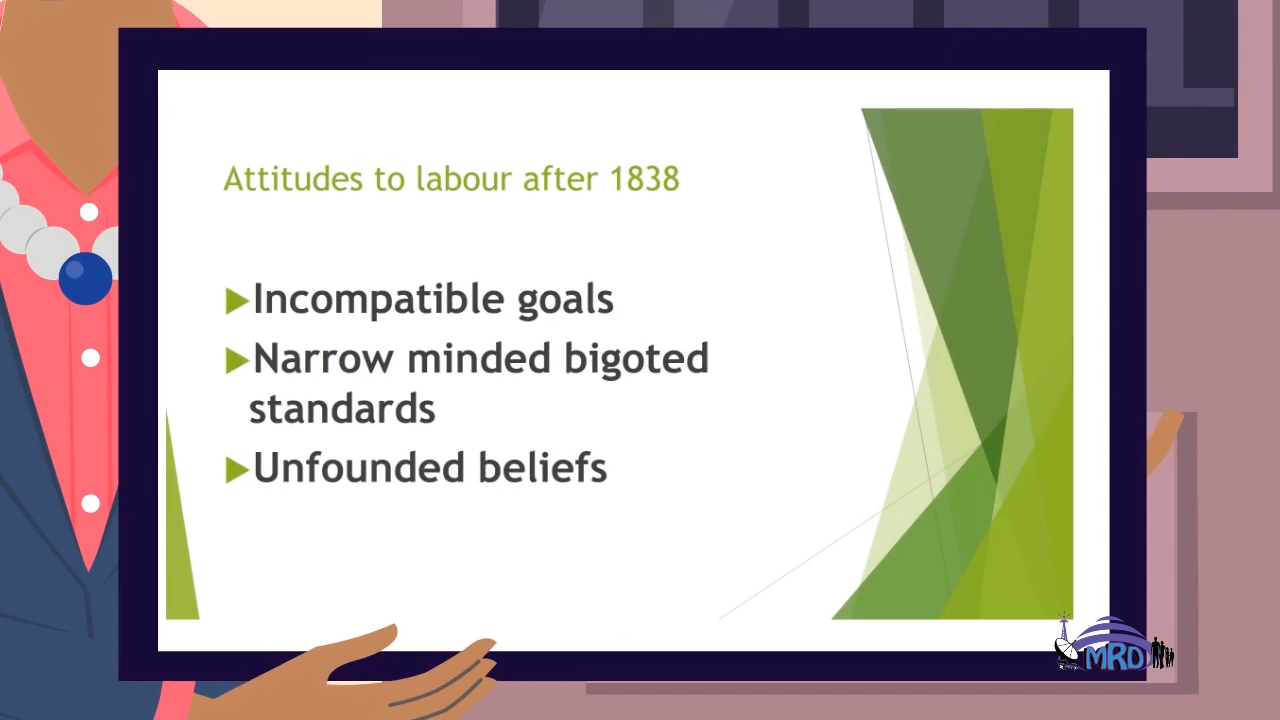 Attitudes to labour after 1838
Incompatible goals
Narrow minded bigoted
standards
Unfounded beliefs
MRD